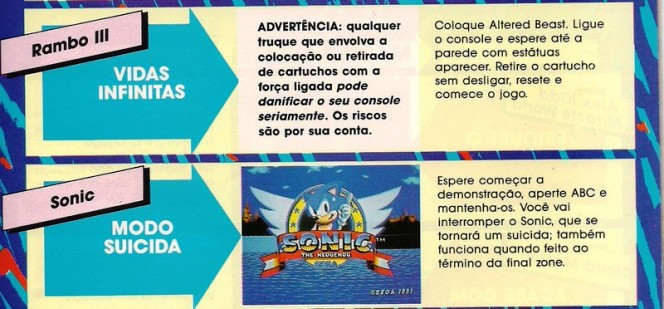 Rambo III
VIDAS
INFINITAS
ADVERTÊNCIA: qualquer
truque que envolva a
colocação ou retirada
de cartuchos com a
força ligada pode
danificar o seu console
seriamente. Os riscos
são por sua conta.
Coloque Altered Beast. Ligue
o console e espere até a
parede com estátuas
aparecer. Retire o cartucho
sem desligar, resete e
comece o jogo.
Sonic
MODO
SUICIDA
SONIC
THE HEDGEHOG
SEGA
TM
©SEGA 1991
Espere começar a
demonstração, aperte ABC e
mantenha-os. Você vai
interromper o Sonic, que se
tornará um suicida; também
funciona quando feito ao
término da final zone.